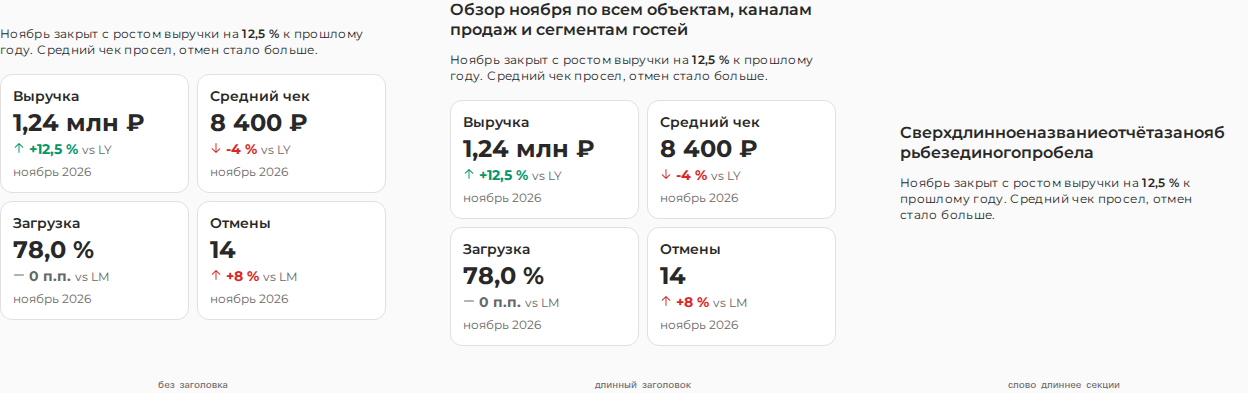 Ноябрь закрыт с ростом выручки на 12,5 % к прошлому
году. Средний чек просел, отмен стало больше.
Выручка
1,24 млн ₽
↑ +12,5 % vs LY
ноябрь 2026
Средний чек
8 400 ₽
↓ -4 % vs LY
ноябрь 2026
Загрузка
78,0 %
— 0 п.п. vs LM
ноябрь 2026
Отмены
14
↑ +8 % vs LM
ноябрь 2026
без заголовка
Обзор ноября по всем объектам, каналам
продаж и сегментам гостей
Ноябрь закрыт с ростом выручки на 12,5 % к прошлому
году. Средний чек просел, отмен стало больше.
Выручка
1,24 млн ₽
↑ +12,5 % vs LY
ноябрь 2026
Средний чек
8 400 ₽
↓ -4 % vs LY
ноябрь 2026
Загрузка
78,0 %
— 0 п.п. vs LM
ноябрь 2026
Отмены
14
↑ +8 % vs LM
ноябрь 2026
длинный заголовок
Сверхдлинноеназваниеотчётазанояб
рьбезединогопробела
Ноябрь закрыт с ростом выручки на 12,5 % к
прошлому году. Средний чек просел, отмен
стало больше.
слово длиннее секции